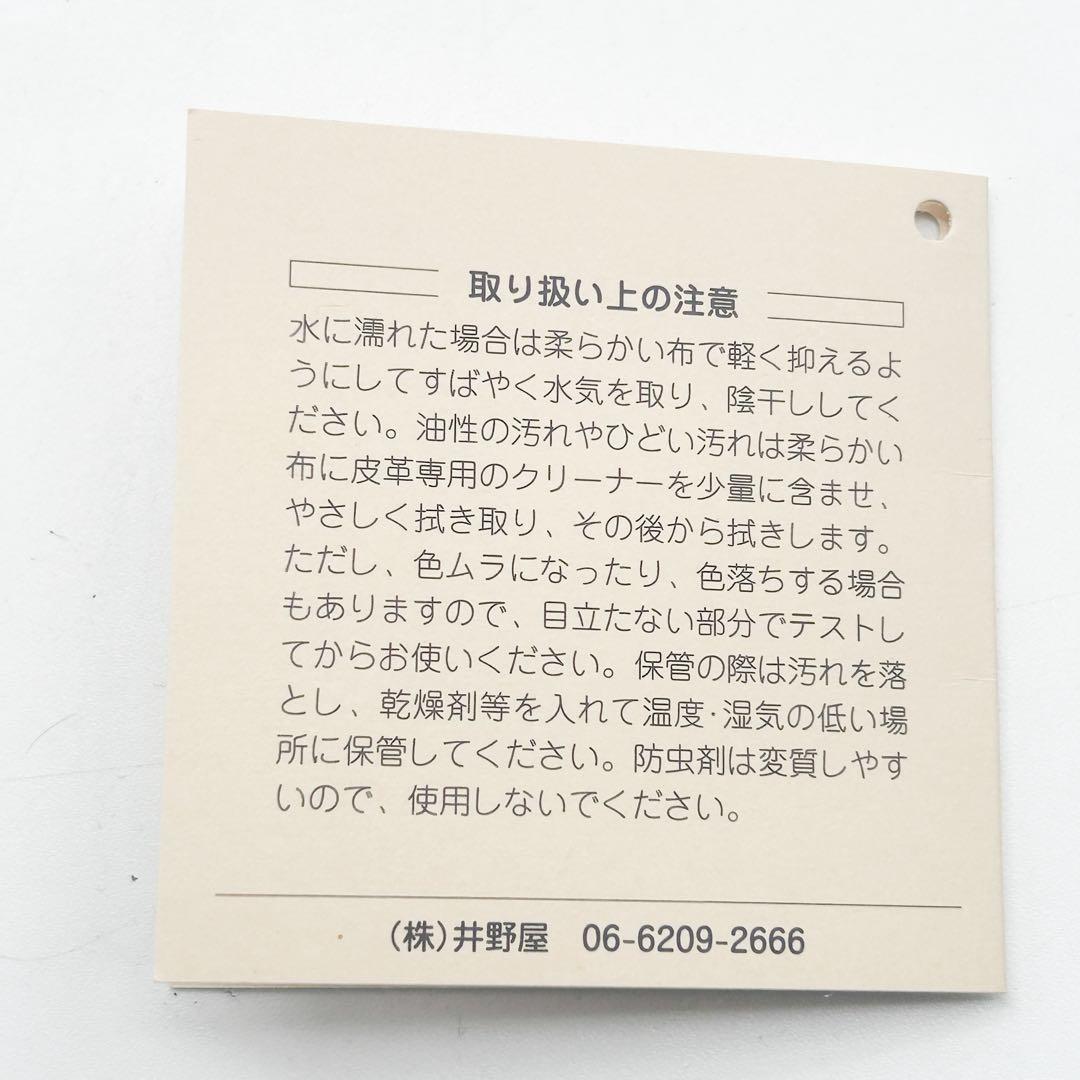 取り扱い上の注意
水に濡れた場合は柔らかい布で軽く抑えるよ
うにしてすばやく水気を取り、陰干ししてく
ださい。油性の汚れやひどい汚れは柔らかい
布に皮革専用のクリーナーを少量に含ませ、
やさしく拭き取り、その後から拭きします。
ただし、色ムラになったり、色落ちする場合
もありますので、目立たない部分でテストし
てからお使いください。保管の際は汚れを落
とし、乾燥剤等を入れて温度·湿気の低い場
所に保管してください。防虫剤は変質しやす
いので、使用しないでください。
(株)井野屋 06-6209-2666